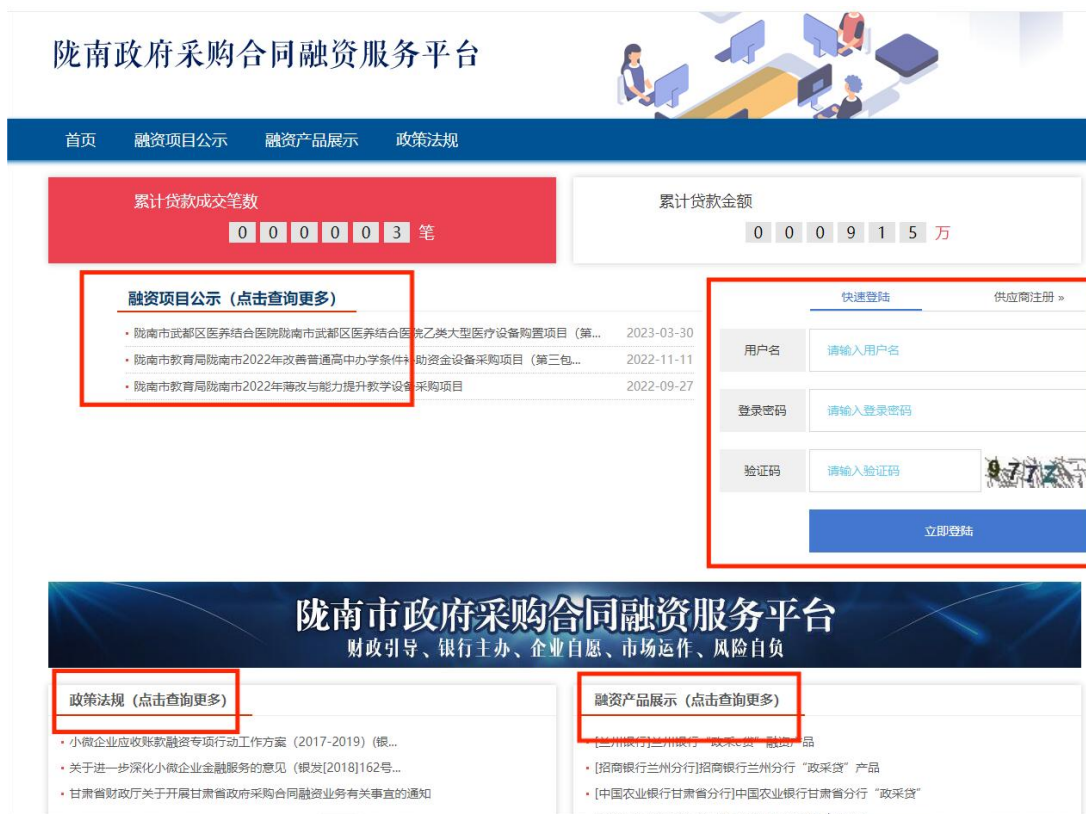 陇南政府采购合同融资服务平台
首页 融资项目公示 融资产品展示 政策法规
累计贷款成交笔数
0 0 0 0 0 3 笔
累计贷款金额
0 0 0 9 1 5 万
融资项目公示（点击查询更多）
• 陇南市武都区医养结合医院陇南市武都区医养结合医院乙类大型医疗设备购置项目（第... 2023-03-30
• 陇南市教育局陇南市2022年改善普通高中办学条件补助资金设备采购项目（第三包... 2022-11-11
• 陇南市教育局陇南市2022年薄改与能力提升教学设备采购项目 2022-09-27
快速登陆 供应商注册 »
用户名 请输入用户名
登录密码 请输入登录密码
验证码 请输入验证码 977Z
立即登陆
陇南市政府采购合同融资服务平台
财政引导、银行主办、企业自愿、市场运作、风险自负
政策法规（点击查询更多）
• 小微企业应收账款融资专项行动工作方案（2017-2019）(银...
• 关于进一步深化小微企业金融服务的意见（银发[2018]162号...
• 甘肃省财政厅关于开展甘肃省政府采购合同融资业务有关事宜的通知
融资产品展示（点击查询更多）
• [兰州银行]兰州银行“政采e贷”融资产品
• [招商银行兰州分行]招商银行兰州分行“政采贷”产品
• [中国农业银行甘肃省分行]中国农业银行甘肃省分行“政采贷”